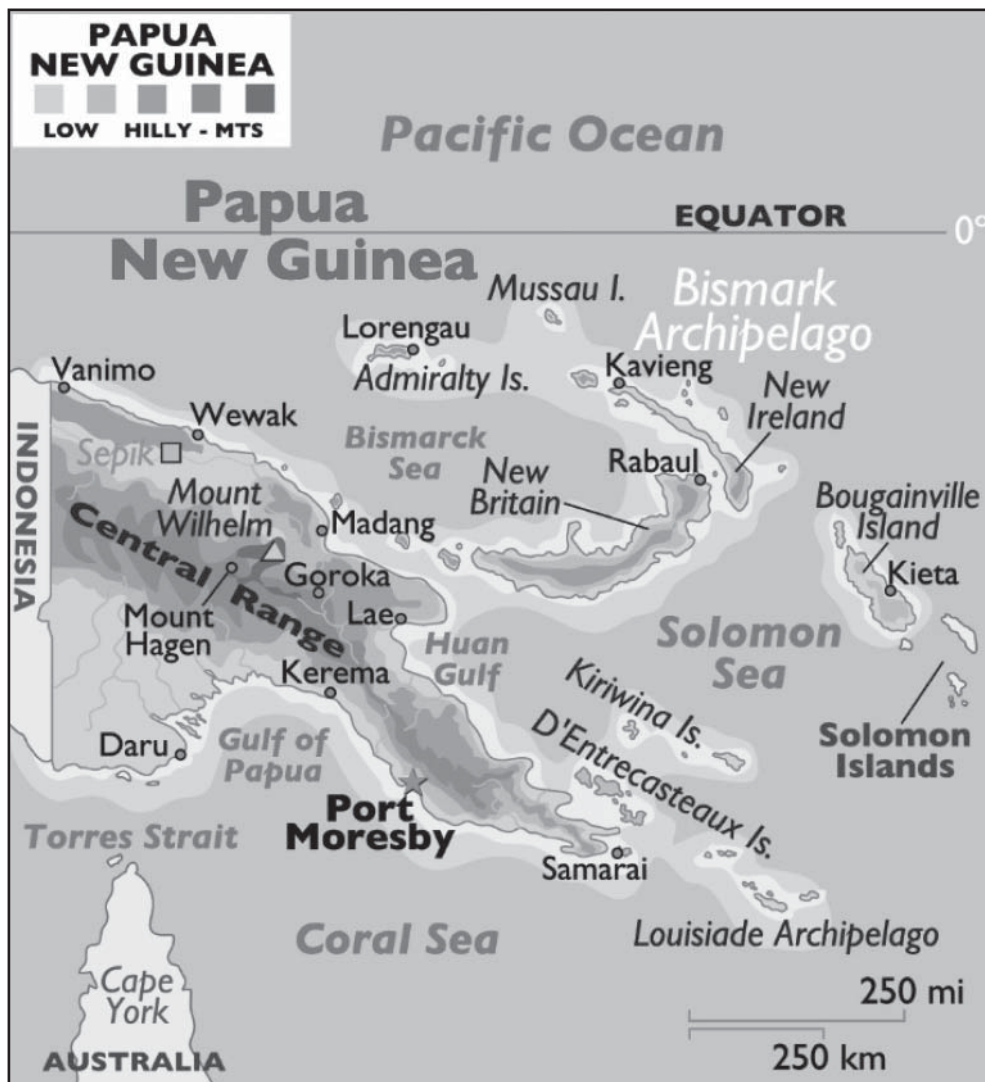 PAPUA
NEW GUINEA
LOW HILLY - MTS
Pacific Ocean
Papua
New Guinea
EQUATOR
0°
Mussau I.
Bismark
Archipelago
Lorengau
Admiralty Is.
Kavieng
New
Ireland
Vanimo
Wewak
Bismarck
Sea
INDONESIA
Sepik
Mount
Wilhelm
New
Britain
Rabaul
Bougainville
Island
Kieta
Madang
Central Range
Goroka
Mount
Hagen
Lae
Huan
Gulf
Solomon
Sea
Kerema
Kiriwina Is.
D'Entrecasteaux Is.
Solomon
Islands
Daru
Gulf of
Papua
Port
Moresby
Torres Strait
Samarai
Coral Sea
Louisiade Archipelago
Cape
York
AUSTRALIA
250 mi
250 km